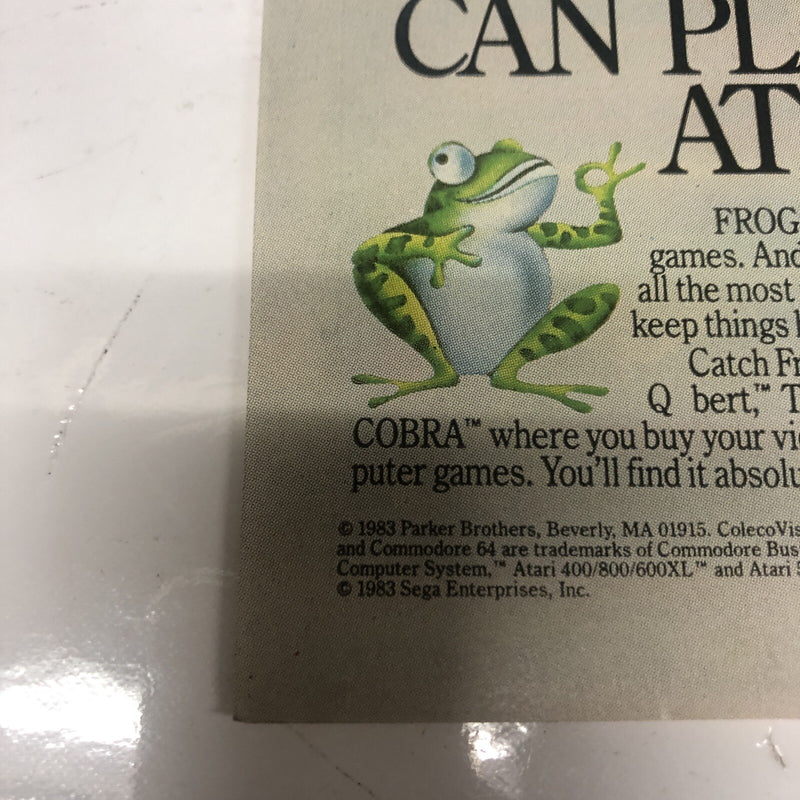 CAN PL
AT
FROG
games. And
all the most
keep things
Catch Fr
Q bert,™ T
COBRA™ where you buy your vi
puter games. You'll find it absolu
© 1983 Parker Brothers, Beverly, MA 01915. ColecoVis
and Commodore 64 are trademarks of Commodore Bus
Computer System,™ Atari 400/800/600XL™ and Atari 5
© 1983 Sega Enterprises, Inc.